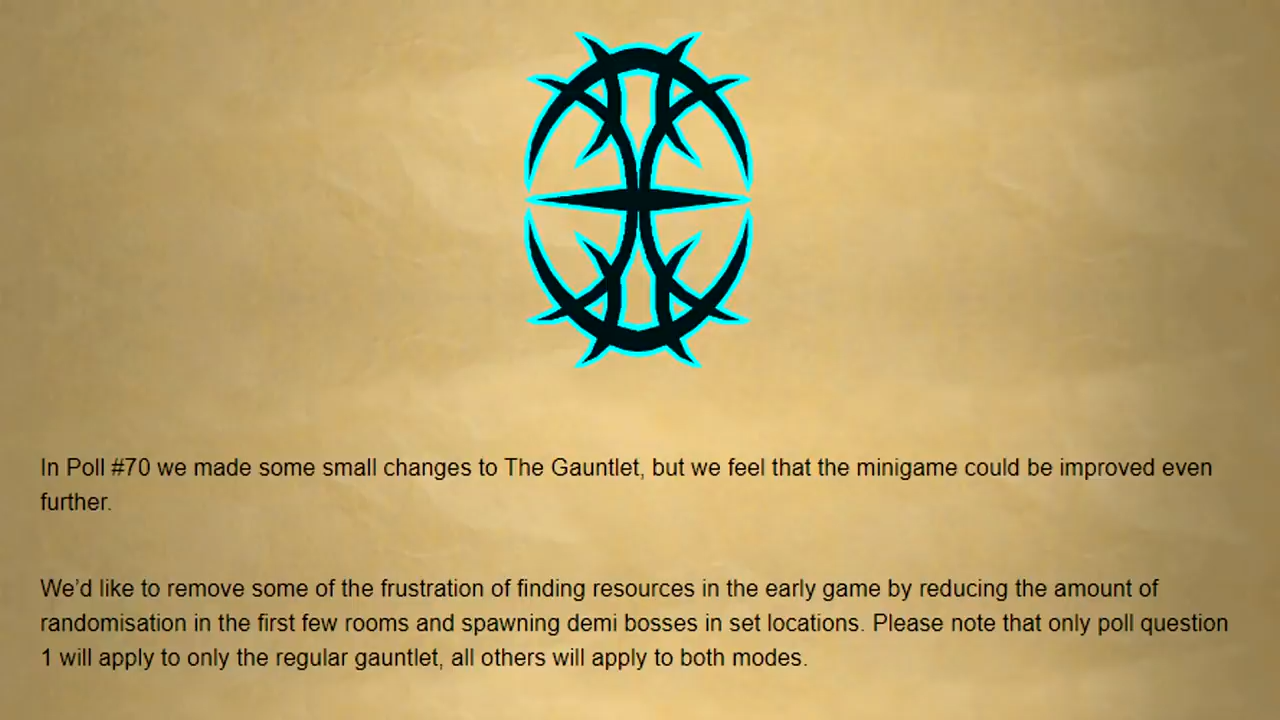 In Poll #70 we made some small changes to The Gauntlet, but we feel that the minigame could be improved even
further.
We’d like to remove some of the frustration of finding resources in the early game by reducing the amount of
randomisation in the first few rooms and spawning demi bosses in set locations. Please note that only poll question
1 will apply to only the regular gauntlet, all others will apply to both modes.